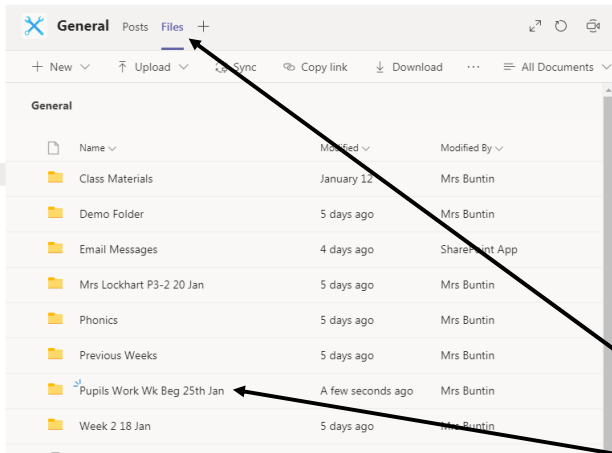 General Posts Files +
+ New Upload Sync Copy link Download ... All Documents
General
Name Modified Modified By
Class Materials January 12 Mrs Buntin
Demo Folder 5 days ago Mrs Buntin
Email Messages 4 days ago SharePoint App
Mrs Lockhart P3-2 20 Jan 5 days ago Mrs Buntin
Phonics 5 days ago Mrs Buntin
Previous Weeks 5 days ago Mrs Buntin
Pupils Work Wk Beg 25th Jan A few seconds ago Mrs Buntin
Week 2 18 Jan 5 days ago Mrs Buntin